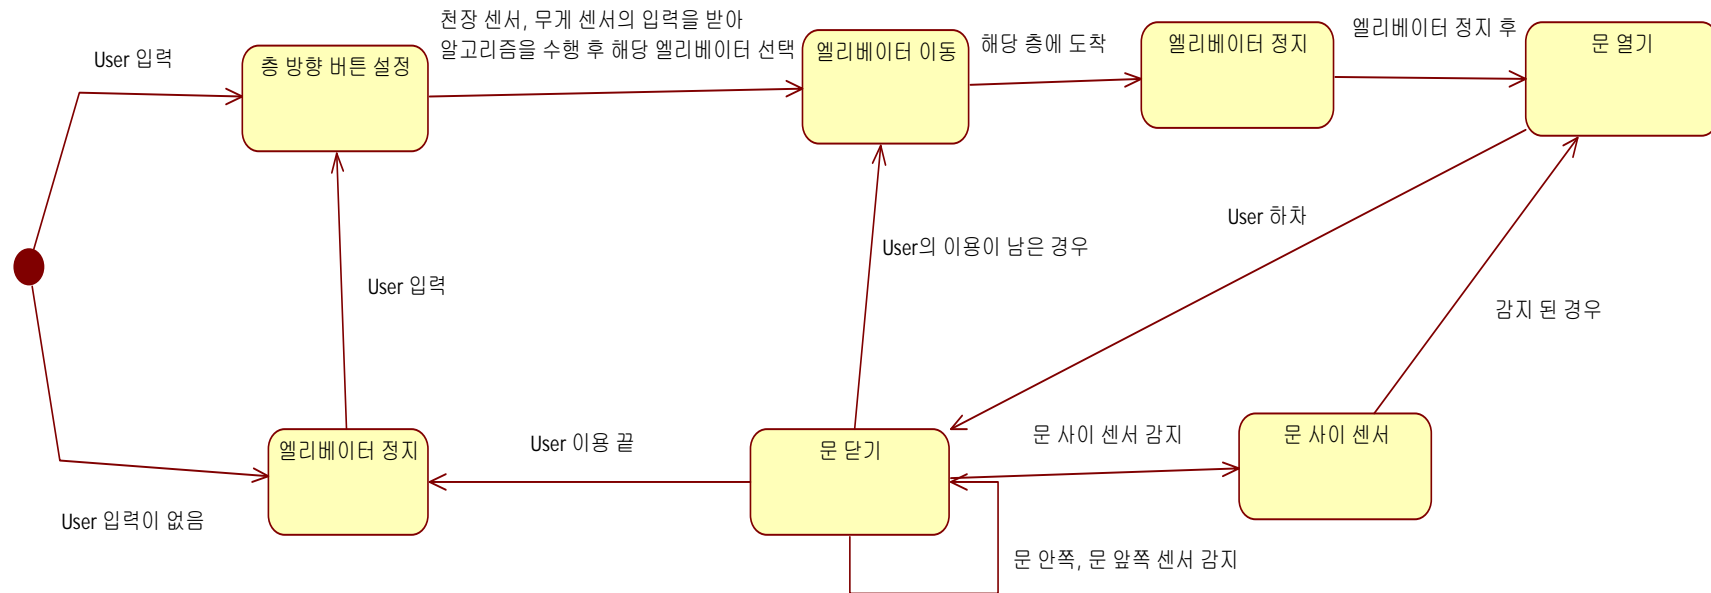 천장 센서, 무게 센서의 입력을 받아
알고리즘을 수행 후 해당 엘리베이터 선택
User 입력
층 방향 버튼 설정
엘리베이터 이동
해당 층에 도착
엘리베이터 정지
엘리베이터 정지 후
문 열기
User 하차
User의 이용이 남은 경우
User 입력
감지 된 경우
엘리베이터 정지
User 이용 끝
문 닫기
문 사이 센서 감지
문 사이 센서
User 입력이 없음
문 안쪽, 문 앞쪽 센서 감지